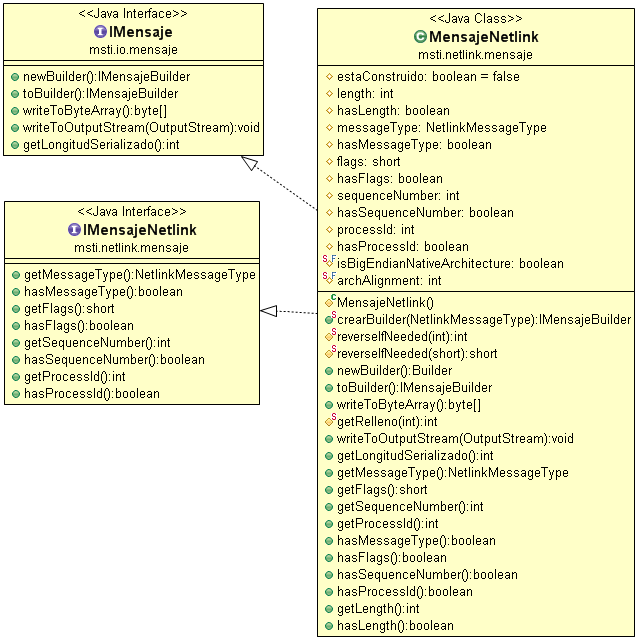 <<Java Interface>>
IMensaje
msti.io.mensaje
newBuilder():IMensajeBuilder
toBuilder():IMensajeBuilder
writeToByteArray():byte[]
writeToOutputStream(OutputStream):void
getLongitudSerializado():int
<<Java Interface>>
IMensajeNetlink
msti.netlink.mensaje
getMessageType():NetlinkMessageType
hasMessageType():boolean
getFlags():short
hasFlags():boolean
getSequenceNumber():int
hasSequenceNumber():boolean
getProcessId():int
hasProcessId():boolean
<<Java Class>>
MensajeNetlink
msti.netlink.mensaje
estaConstruido: boolean = false
length: int
hasLength: boolean
messageType: NetlinkMessageType
hasMessageType: boolean
flags: short
hasFlags: boolean
sequenceNumber: int
hasSequenceNumber: boolean
processId: int
hasProcessId: boolean
isBigEndianNativeArchitecture: boolean
archAlignment: int
MensajeNetlink()
crearBuilder(NetlinkMessageType):IMensajeBuilder
reverseIfNeeded(int):int
reverseIfNeeded(short):short
newBuilder():Builder
toBuilder():IMensajeBuilder
writeToByteArray():byte[]
getRelleno(int):int
writeToOutputStream(OutputStream):void
getLongitudSerializado():int
getMessageType():NetlinkMessageType
getFlags():short
getSequenceNumber():int
getProcessId():int
hasMessageType():boolean
hasFlags():boolean
hasSequenceNumber():boolean
hasProcessId():boolean
getLength():int
hasLength():boolean